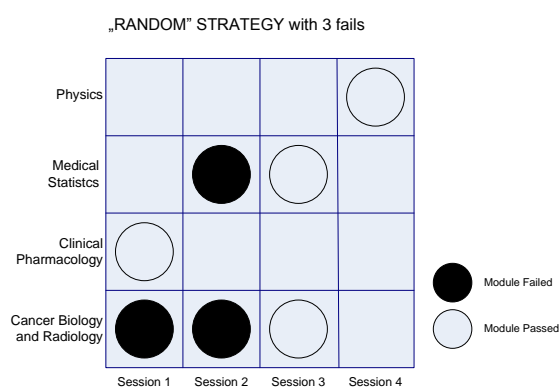 „RANDOM” STRATEGY with 3 fails
Physics
Medical
Statistcs
Clinical
Pharmacology
Cancer Biology
and Radiology
Module Failed
Module Passed
Session 1
Session 2
Session 3
Session 4